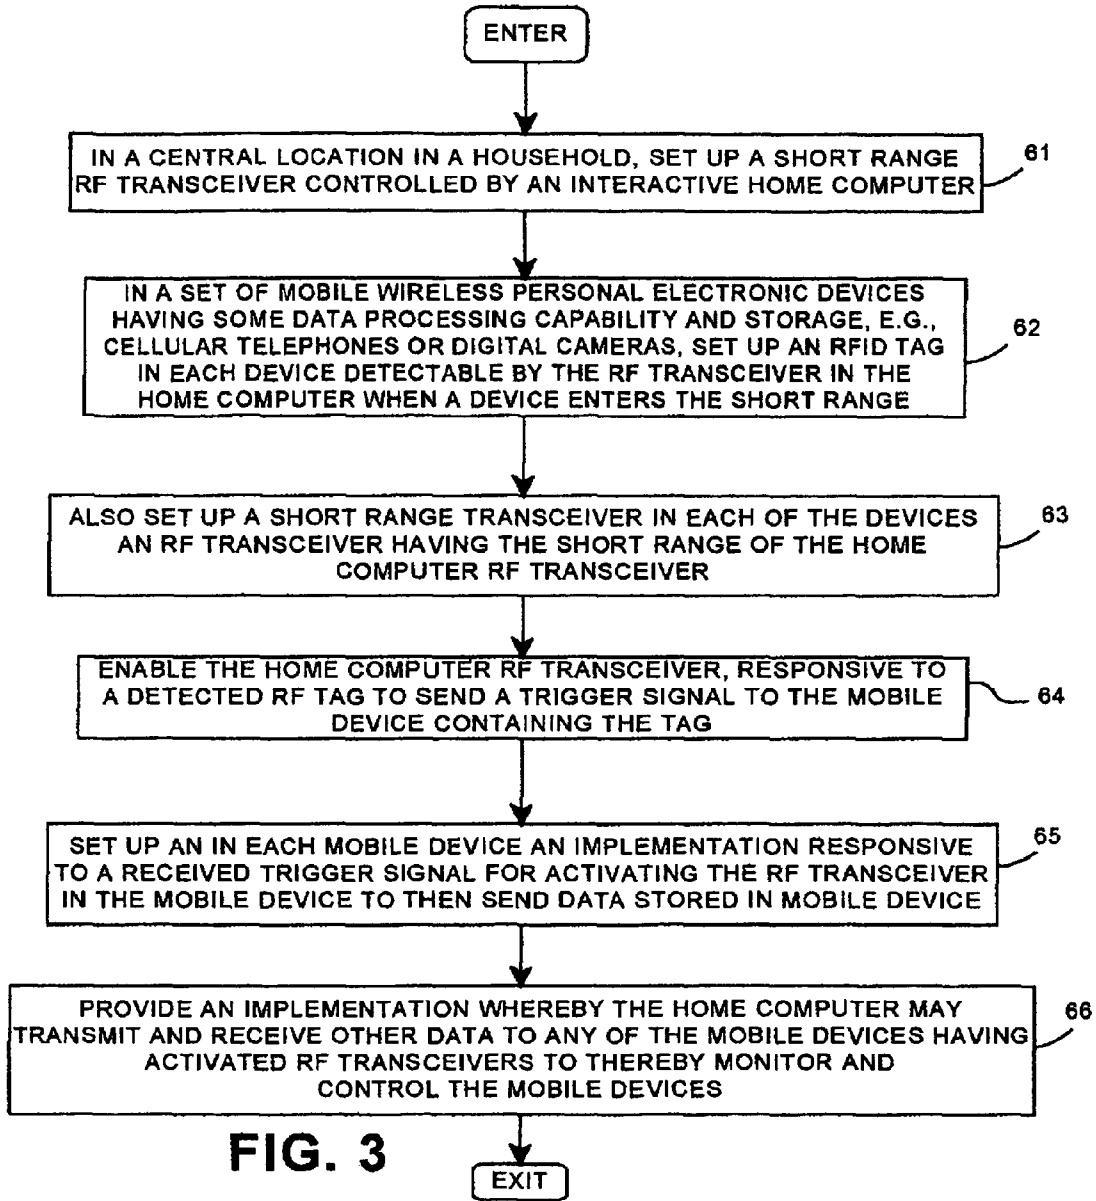 ENTER
IN A CENTRAL LOCATION IN A HOUSEHOLD, SET UP A SHORT RANGE
RF TRANSCEIVER CONTROLLED BY AN INTERACTIVE HOME COMPUTER
61
IN A SET OF MOBILE WIRELESS PERSONAL ELECTRONIC DEVICES
HAVING SOME DATA PROCESSING CAPABILITY AND STORAGE, E.G.,
CELLULAR TELEPHONES OR DIGITAL CAMERAS, SET UP AN RFID TAG
IN EACH DEVICE DETECTABLE BY THE RF TRANSCEIVER IN THE
HOME COMPUTER WHEN A DEVICE ENTERS THE SHORT RANGE
62
ALSO SET UP A SHORT RANGE TRANSCEIVER IN EACH OF THE DEVICES
AN RF TRANSCEIVER HAVING THE SHORT RANGE OF THE HOME
COMPUTER RF TRANSCEIVER
63
ENABLE THE HOME COMPUTER RF TRANSCEIVER, RESPONSIVE TO
A DETECTED RF TAG TO SEND A TRIGGER SIGNAL TO THE MOBILE
DEVICE CONTAINING THE TAG
64
SET UP AN IN EACH MOBILE DEVICE AN IMPLEMENTATION RESPONSIVE
TO A RECEIVED TRIGGER SIGNAL FOR ACTIVATING THE RF TRANSCEIVER
IN THE MOBILE DEVICE TO THEN SEND DATA STORED IN MOBILE DEVICE
65
PROVIDE AN IMPLEMENTATION WHEREBY THE HOME COMPUTER MAY
TRANSMIT AND RECEIVE OTHER DATA TO ANY OF THE MOBILE DEVICES HAVING
ACTIVATED RF TRANSCEIVERS TO THEREBY MONITOR AND
CONTROL THE MOBILE DEVICES
66
FIG. 3
EXIT